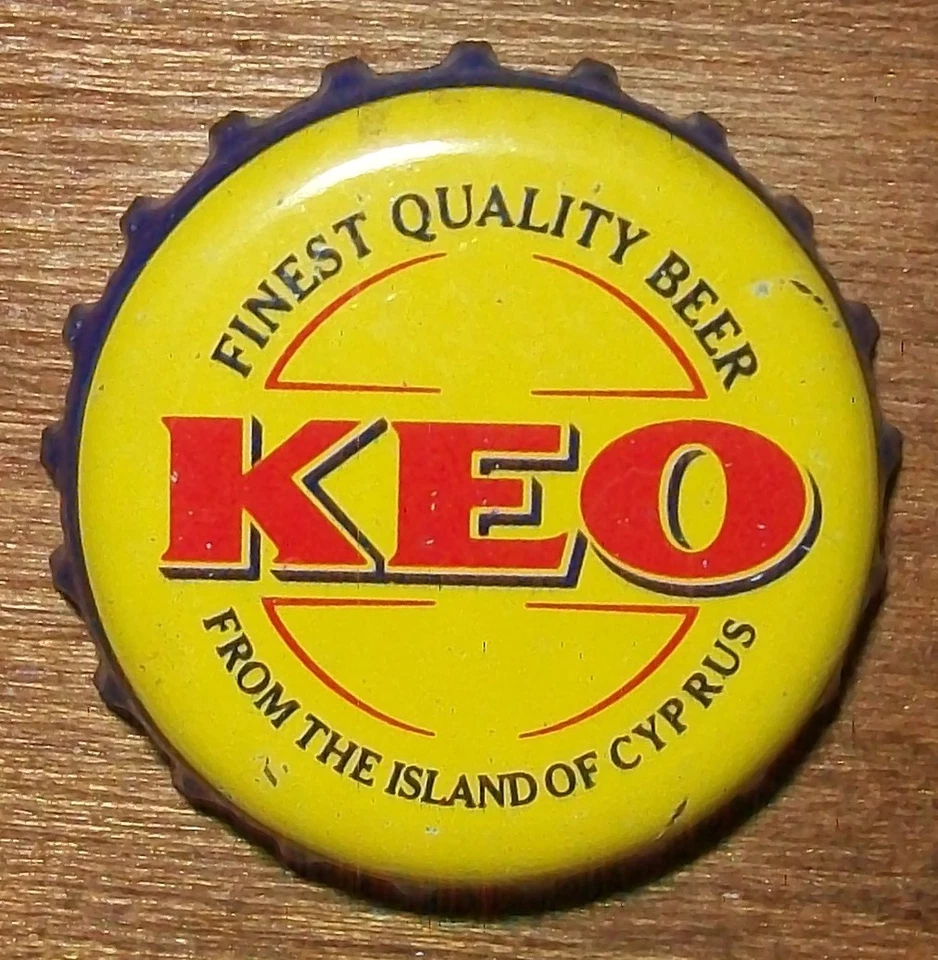 FINEST QUALITY BEER
KEO
FROM THE ISLAND OF CYPRUS